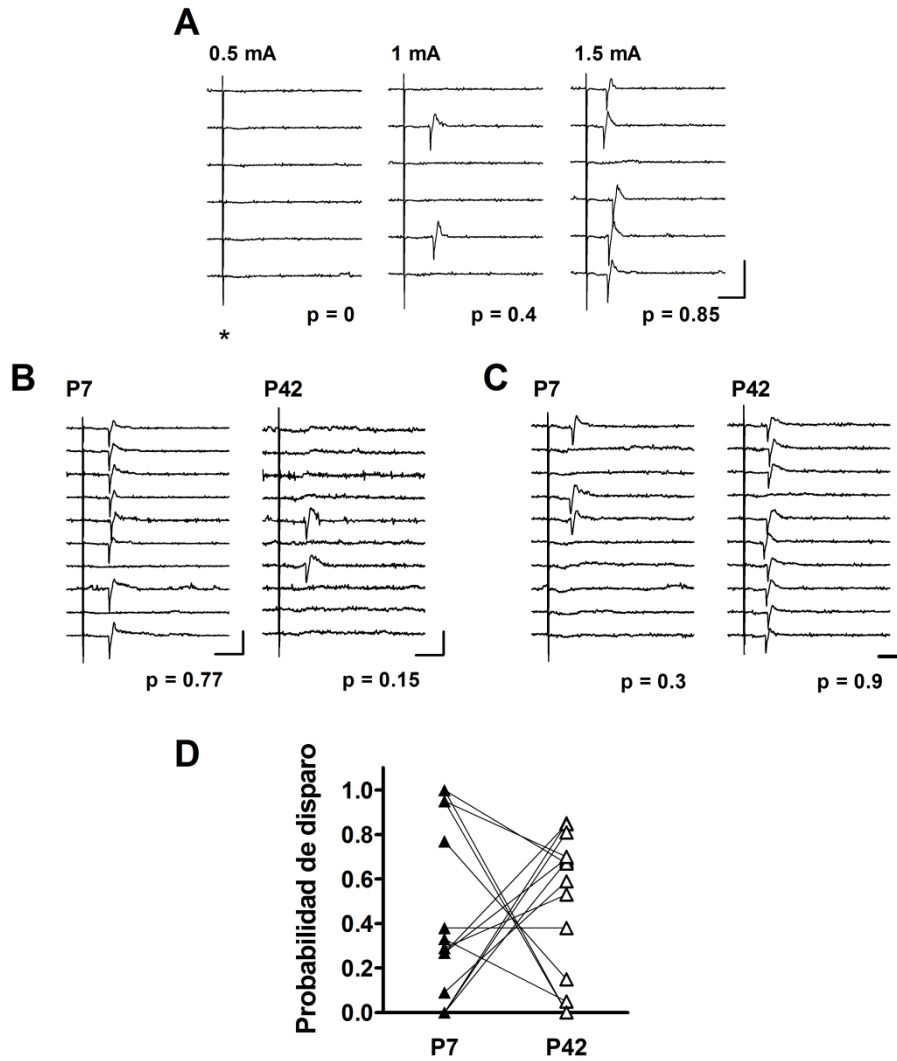 A
0.5 mA 1 mA 1.5 mA
p = 0 p = 0.4 p = 0.85
*
B C
P7 P42 P7 P42
p = 0.77 p = 0.15 p = 0.3 p = 0.9
D
Probabilidad de disparo
1.0
0.8
0.6
0.4
0.2
0.0
P7 P42